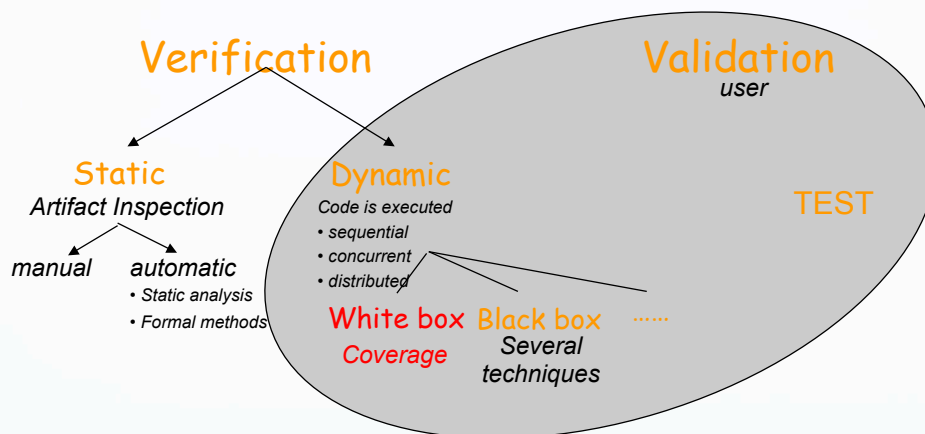 Verification
Validation
user
Static
Artifact Inspection
manual
automatic
• Static analysis
• Formal methods
Dynamic
Code is executed
• sequential
• concurrent
• distributed
White box
Coverage
Black box
Several
techniques
......
TEST